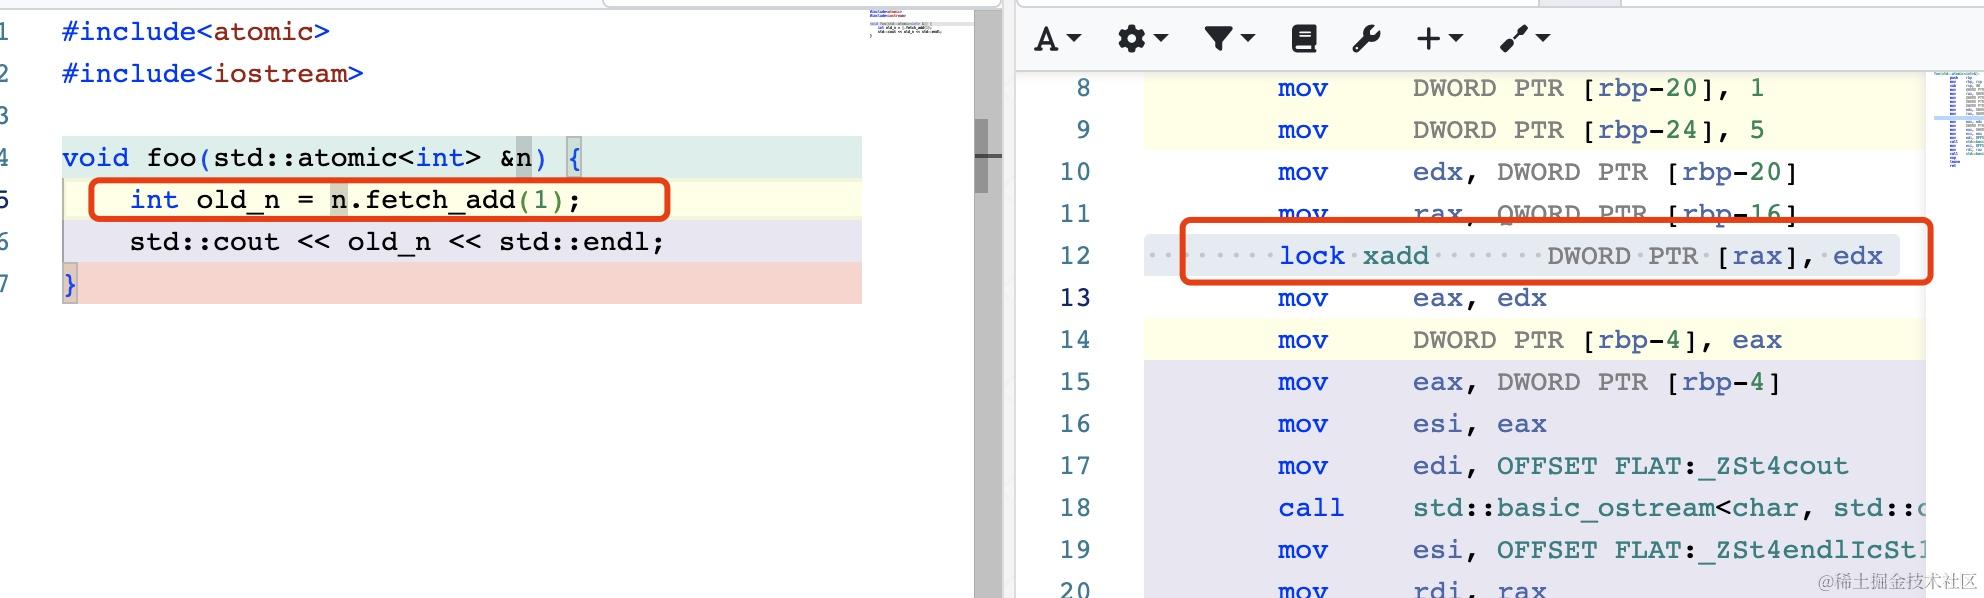 1 #include<atomic>
2 #include<iostream>
3
4 void foo(std::atomic<int> &n) {
5 int old_n = n.fetch_add(1);
6 std::cout << old_n << std::endl;
7 }
A
8 mov DWORD PTR [rbp-20], 1
9 mov DWORD PTR [rbp-24], 5
10 mov edx, DWORD PTR [rbp-20]
11 mov rax, QWORD PTR [rbp-16]
12 lock xadd DWORD PTR [rax], edx
13 mov eax, edx
14 mov DWORD PTR [rbp-4], eax
15 mov eax, DWORD PTR [rbp-4]
16 mov esi, eax
17 mov edi, OFFSET FLAT:_ZSt4cout
18 call std::basic_ostream<char, std::c
19 mov esi, OFFSET FLAT:_ZSt4endlIcSt1
20 mov rdi, rax
@稀土掘金技术社区